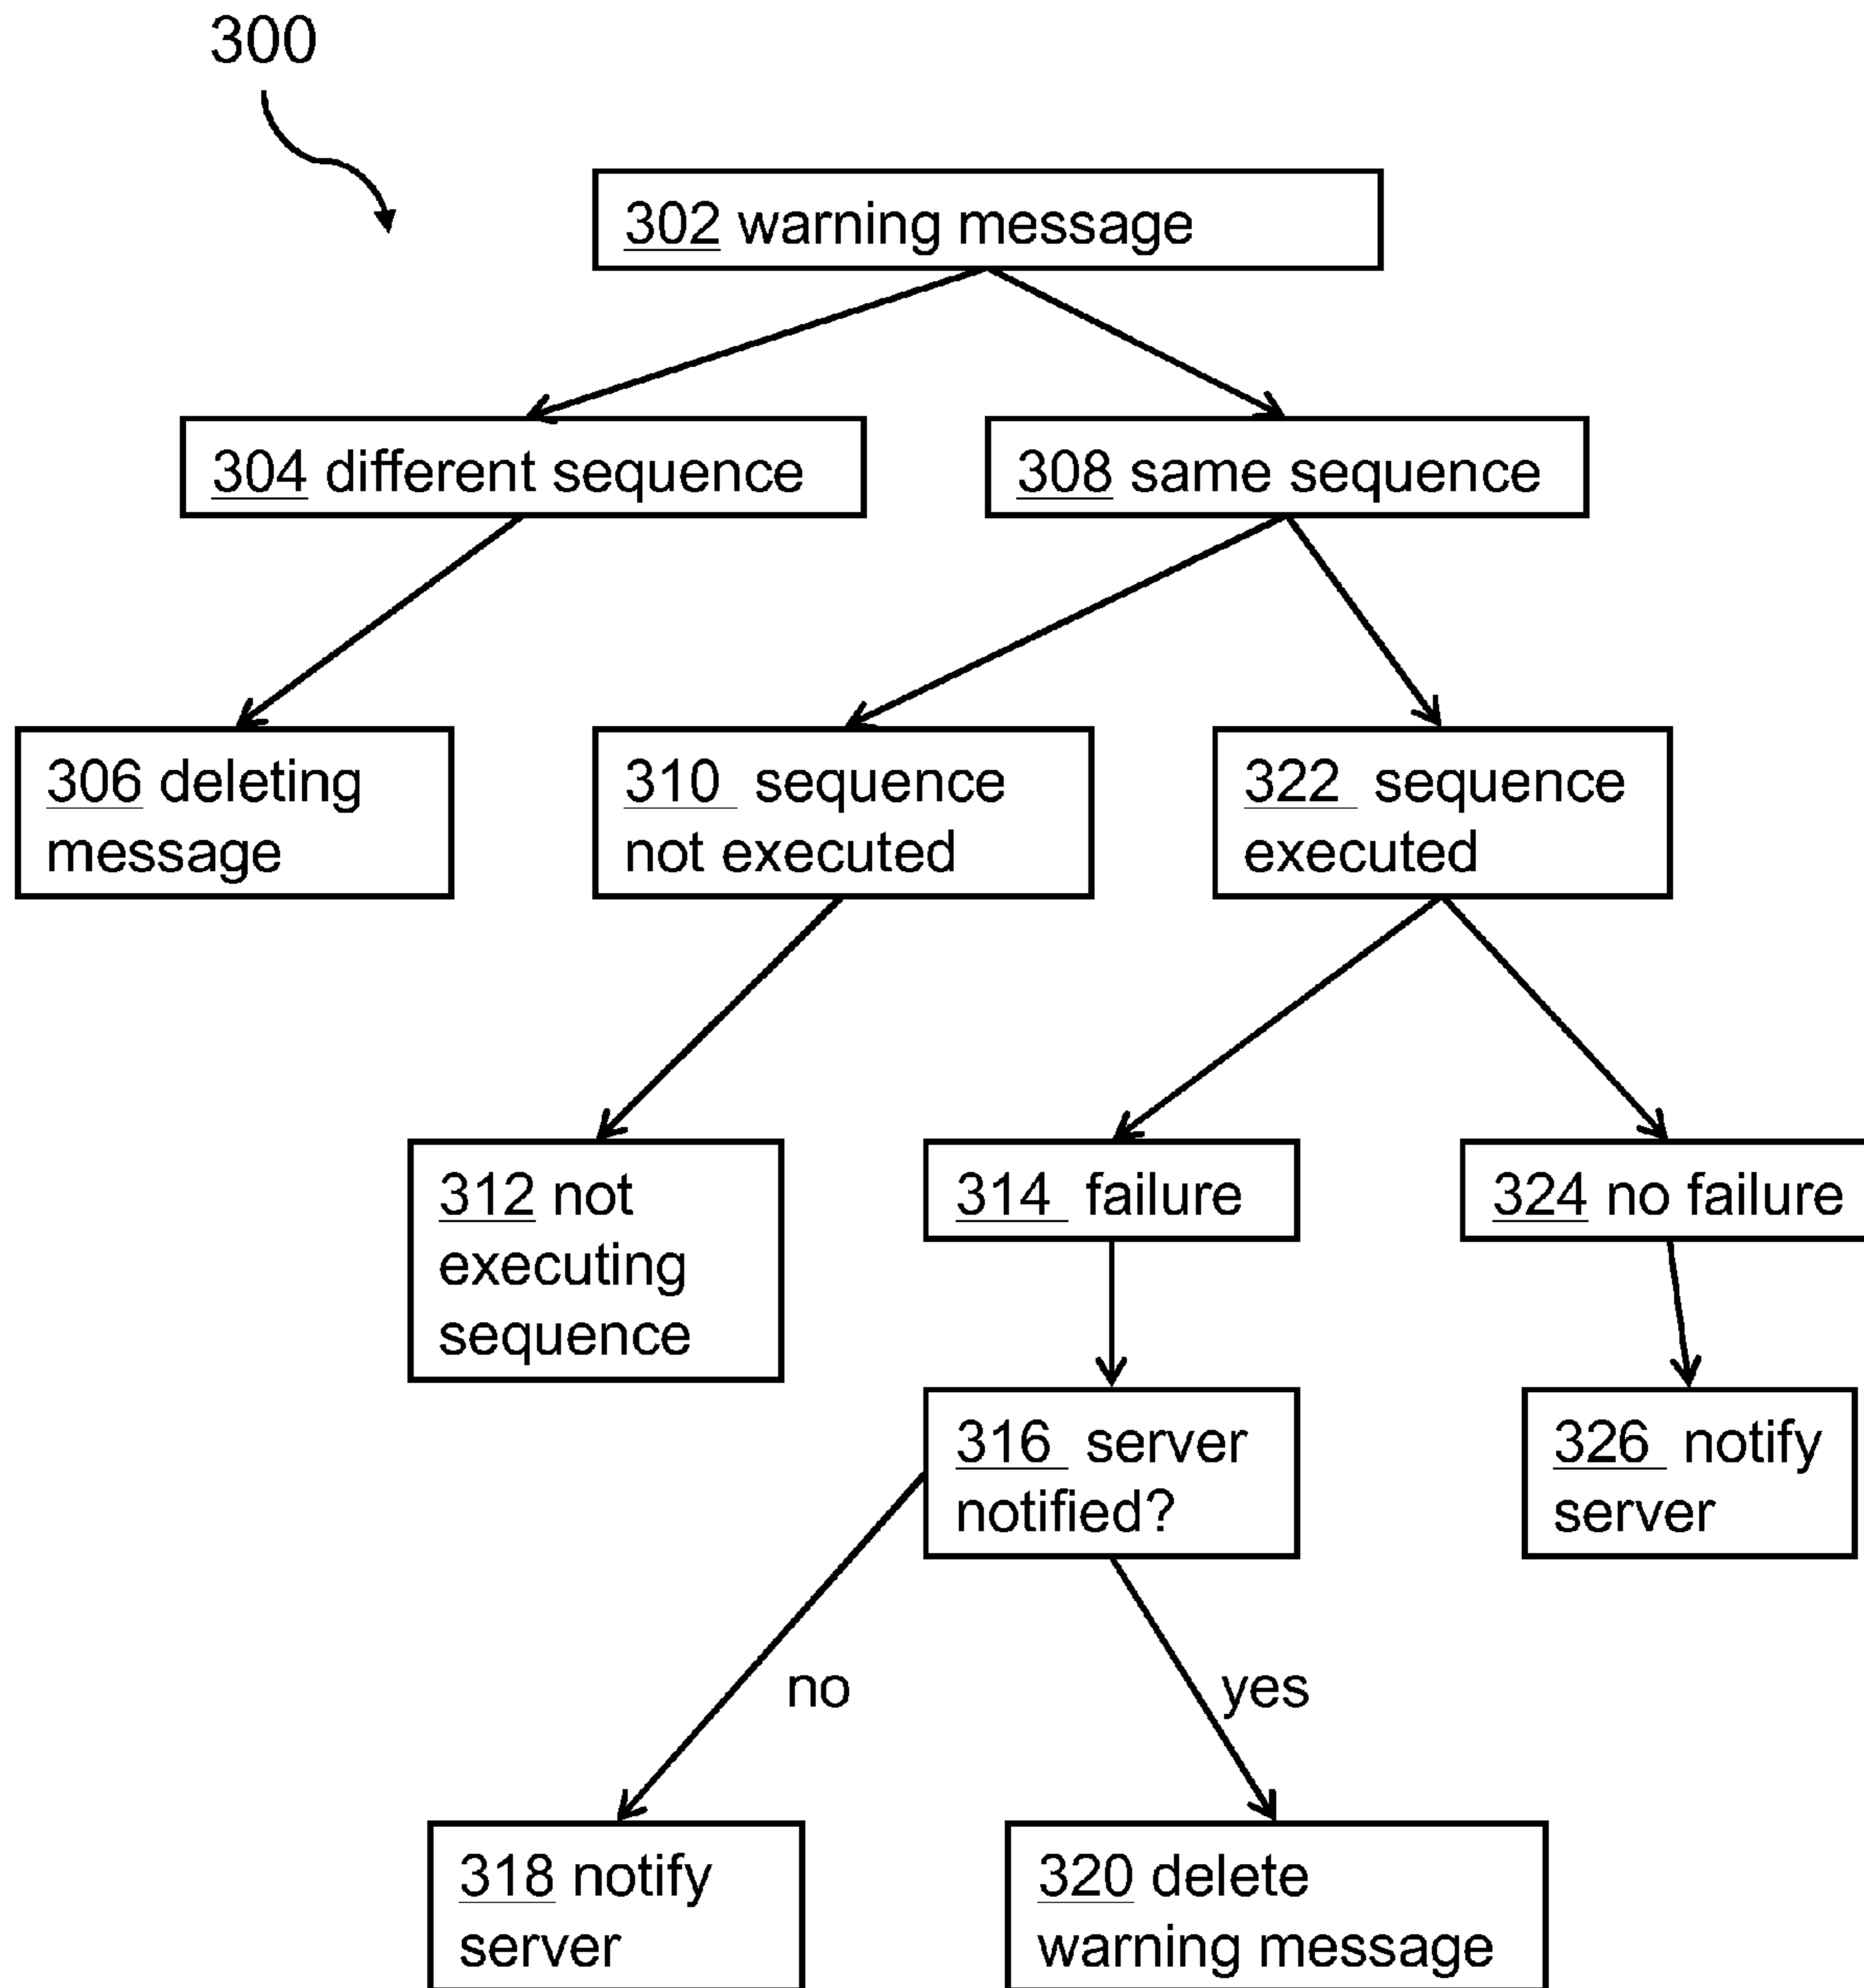 300
302 warning message
304 different sequence
308 same sequence
306 deleting
message
310 sequence
not executed
322 sequence
executed
312 not
executing
sequence
314 failure
324 no failure
316 server
notified?
326 notify
server
no
yes
318 notify
server
320 delete
warning message